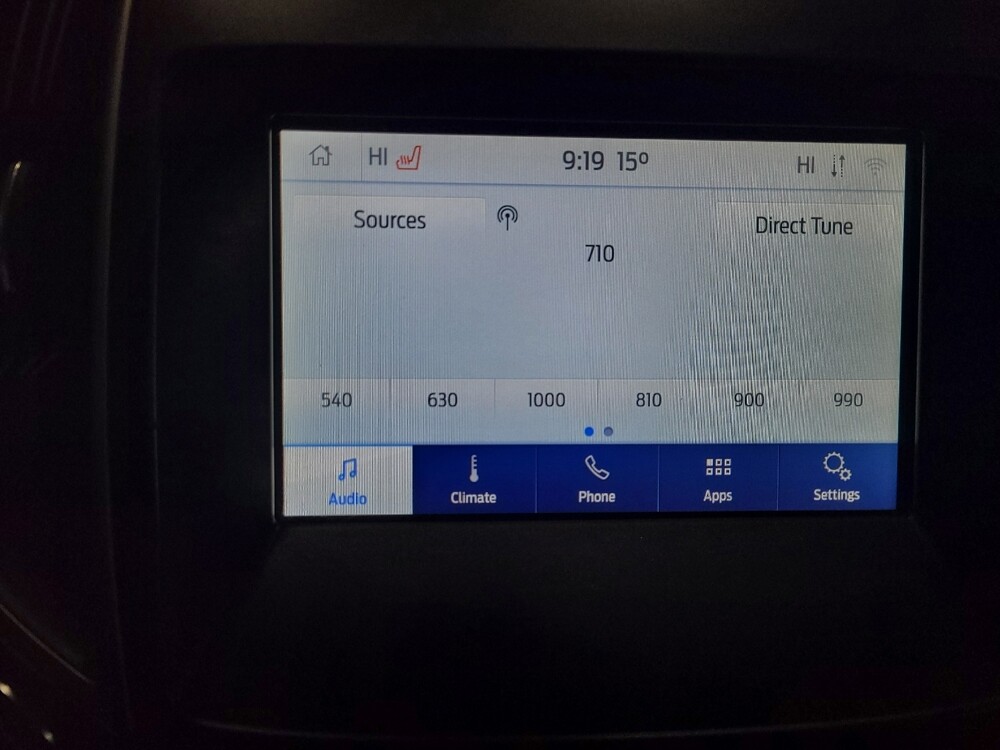 HI 9:19 15° HI
Sources
Direct Tune
710
540 630 1000 810 900 990
Audio Climate Phone Apps Settings